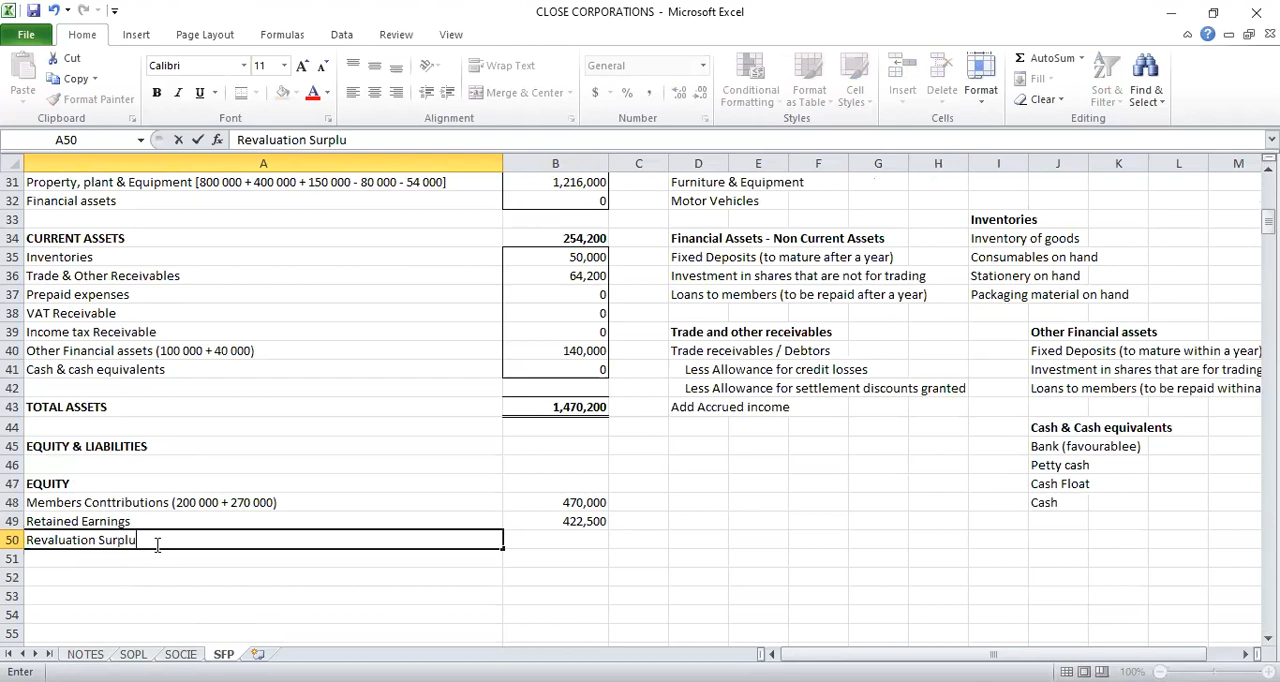 CLOSE CORPORATIONS - Microsoft Excel
File Home Insert Page Layout Formulas Data Review View
Paste Cut Copy Format Painter Clipboard
Calibri 11 Font
Wrap Text Merge & Center Alignment
General $ % , Number
Conditional Formatting Format as Table Cell Styles Styles
Insert Delete Format Cells
AutoSum Fill Clear Sort & Filter Find & Select Editing
A50 fx Revaluation Surplu
A B C D E F G H I J K L M
31 Property, plant & Equipment [800 000 + 400 000 + 150 000 - 80 000 - 54 000] 1,216,000 Furniture & Equipment
32 Financial assets 0 Motor Vehicles
33 Inventories
34 CURRENT ASSETS 254,200 Financial Assets - Non Current Assets Inventory of goods
35 Inventories 50,000 Fixed Deposits (to mature after a year) Consumables on hand
36 Trade & Other Receivables 64,200 Investment in shares that are not for trading Stationery on hand
37 Prepaid expenses 0 Loans to members (to be repaid after a year) Packaging material on hand
38 VAT Receivable 0
39 Income tax Receivable 0 Trade and other receivables Other Financial assets
40 Other Financial assets (100 000 + 40 000) 140,000 Trade receivables / Debtors Fixed Deposits (to mature within a year)
41 Cash & cash equivalents 0 Less Allowance for credit losses Investment in shares that are for trading
42 Less Allowance for settlement discounts granted Loans to members (to be repaid withina
43 TOTAL ASSETS 1,470,200 Add Accrued income
44 Cash & Cash equivalents
45 EQUITY & LIABILITIES Bank (favourablee)
46 Petty cash
47 EQUITY Cash Float
48 Members Conttributions (200 000 + 270 000) 470,000 Cash
49 Retained Earnings 422,500
50 Revaluation Surplu
51
52
53
54
55
NOTES SOPL SOCIE SFP
Enter 100%